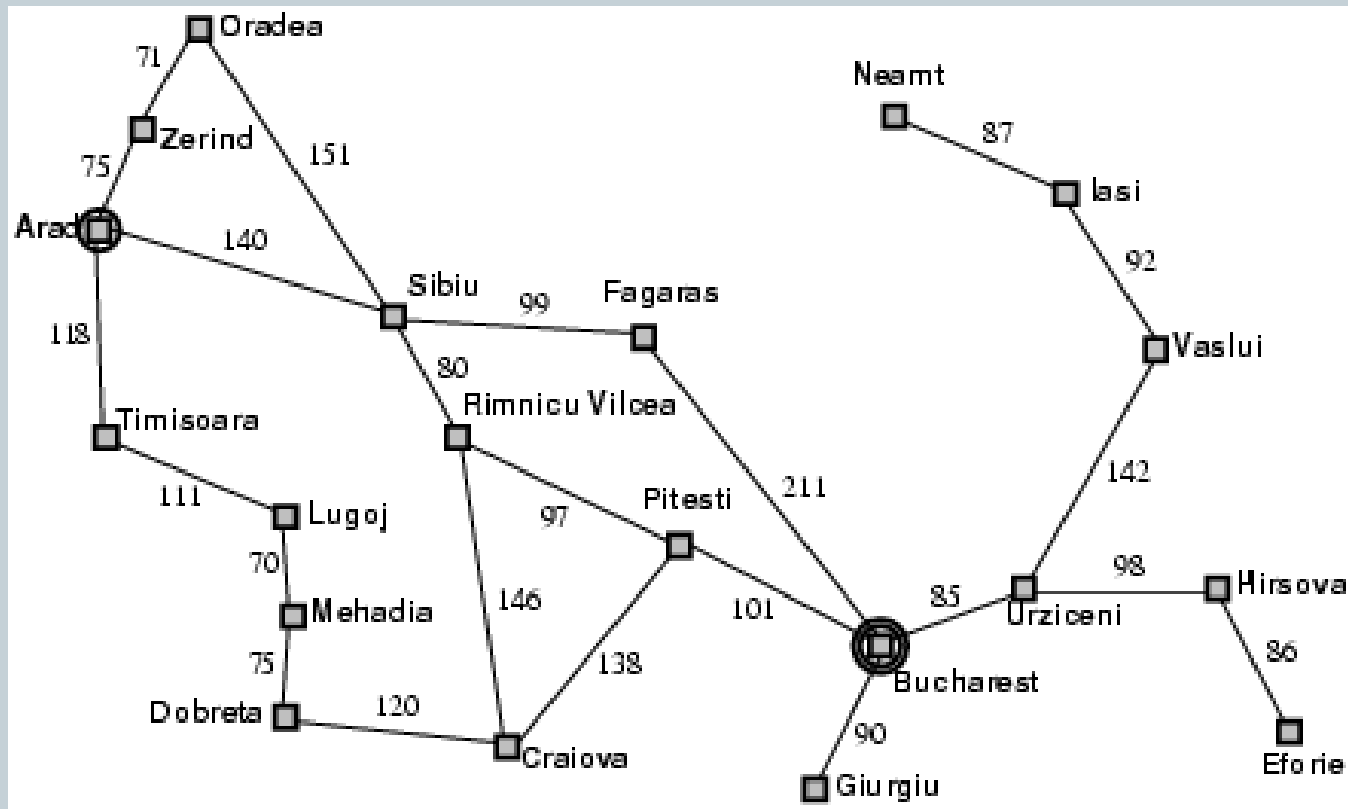 Oradea
71
Neamt
87
Zerind
151
75
Iasi
Arad
140
92
Sibiu
99
Fagaras
118
80
Vaslui
Rimnicu Vilcea
Timisoara
142
111
211
Pitesti
Lugoj
97
70
98
Hirsova
146
85
Mehadia
101
Urziceni
138
86
75
Bucharest
Dobreta
120
90
Craiova
Eforie
Giurgiu